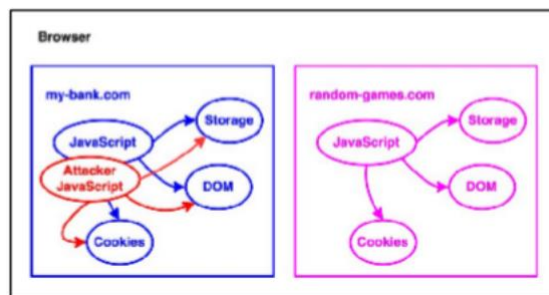 Browser
my-bank.com
Storage
JavaScript
Attacker
JavaScript
DOM
Cookies
random-games.com
Storage
JavaScript
DOM
Cookies